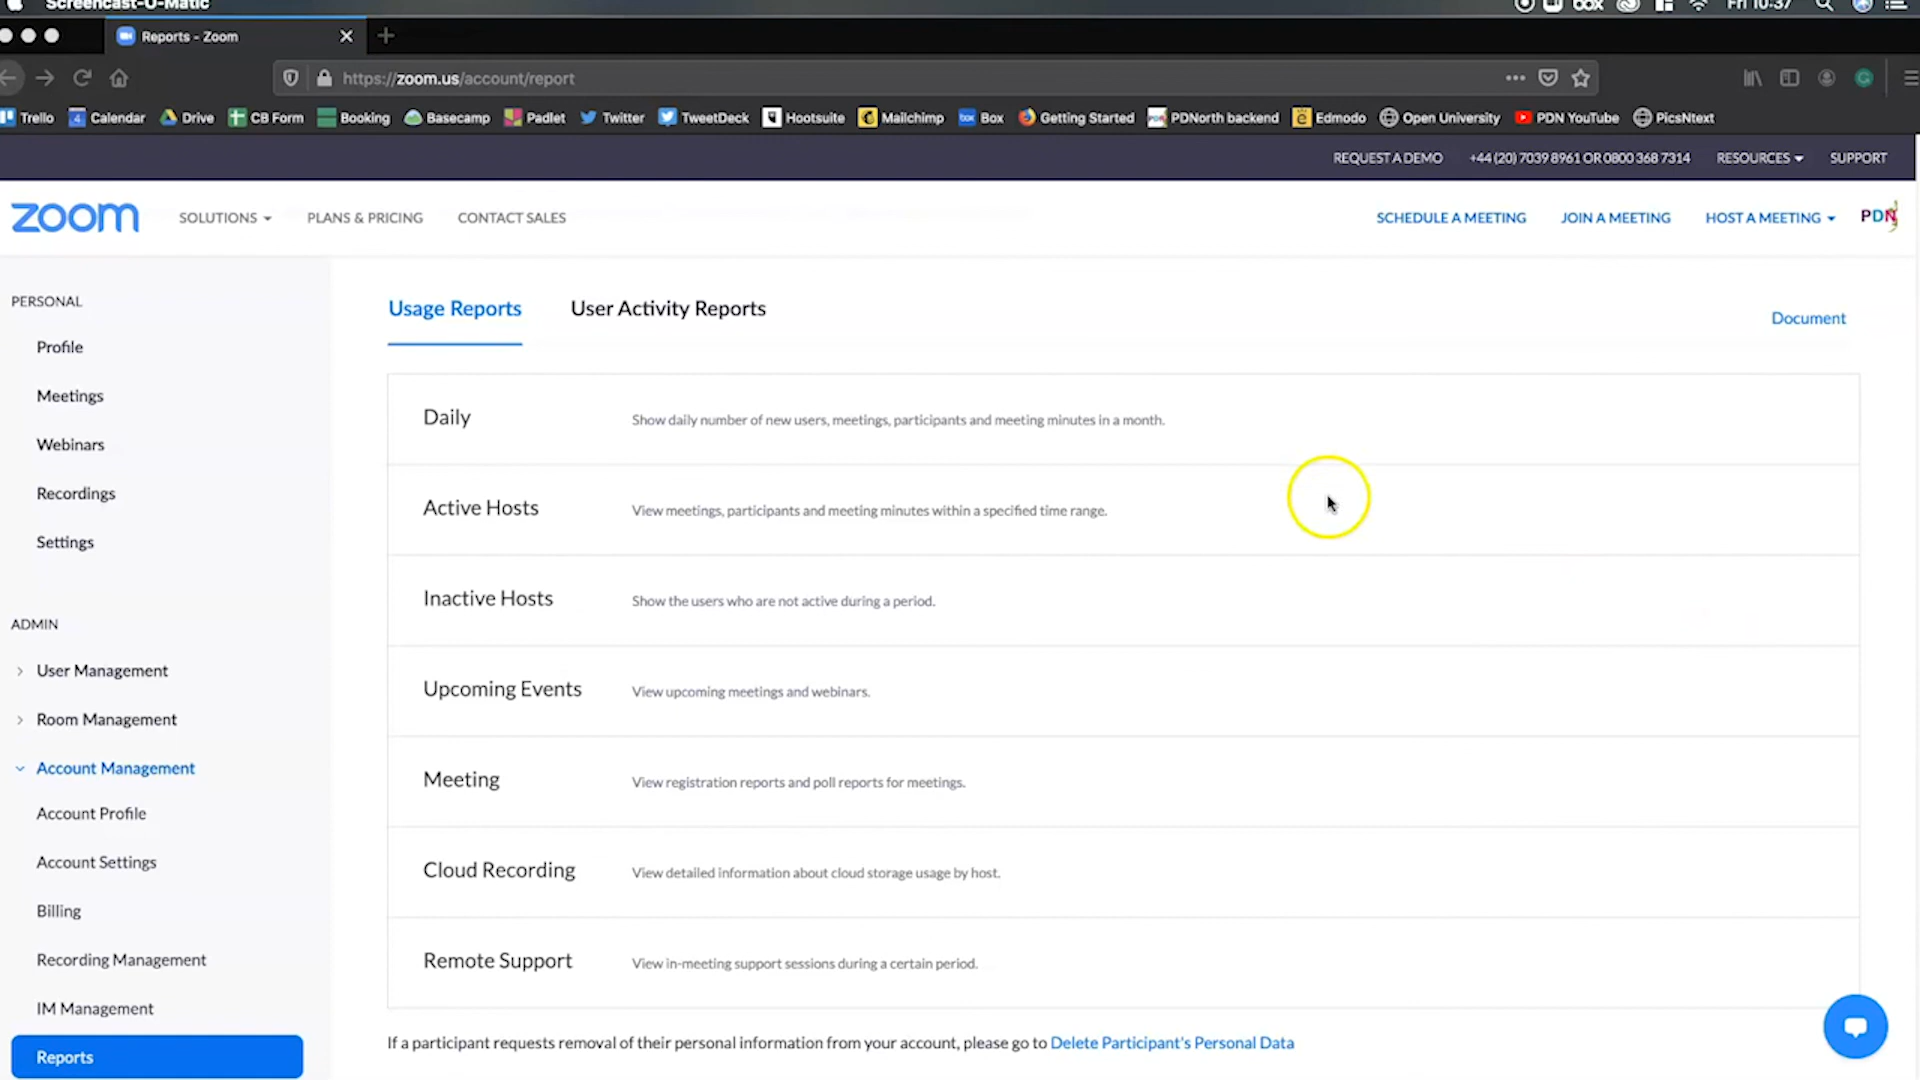 Screencast-O-Matic
box
Fri 10:37
Reports - Zoom
https://zoom.us/account/report
Trello
4 Calendar
Drive
CB Form
Booking
Basecamp
Padlet
Twitter
TweetDeck
Hootsuite
Mailchimp
box Box
Getting Started
PDNorth backend
Edmodo
Open University
PDN YouTube
PicsNtext
REQUEST A DEMO
+44 (20) 7039 8961 OR 0800 368 7314
RESOURCES
SUPPORT
zoom
SOLUTIONS
PLANS & PRICING
CONTACT SALES
SCHEDULE A MEETING
JOIN A MEETING
HOST A MEETING
PDN
PERSONAL
Profile
Meetings
Webinars
Recordings
Settings
ADMIN
User Management
Room Management
Account Management
Account Profile
Account Settings
Billing
Recording Management
IM Management
Reports
Usage Reports
User Activity Reports
Document
Daily
Show daily number of new users, meetings, participants and meeting minutes in a month.
Active Hosts
View meetings, participants and meeting minutes within a specified time range.
Inactive Hosts
Show the users who are not active during a period.
Upcoming Events
View upcoming meetings and webinars.
Meeting
View registration reports and poll reports for meetings.
Cloud Recording
View detailed information about cloud storage usage by host.
Remote Support
View in-meeting support sessions during a certain period.
If a participant requests removal of their personal information from your account, please go to Delete Participant's Personal Data